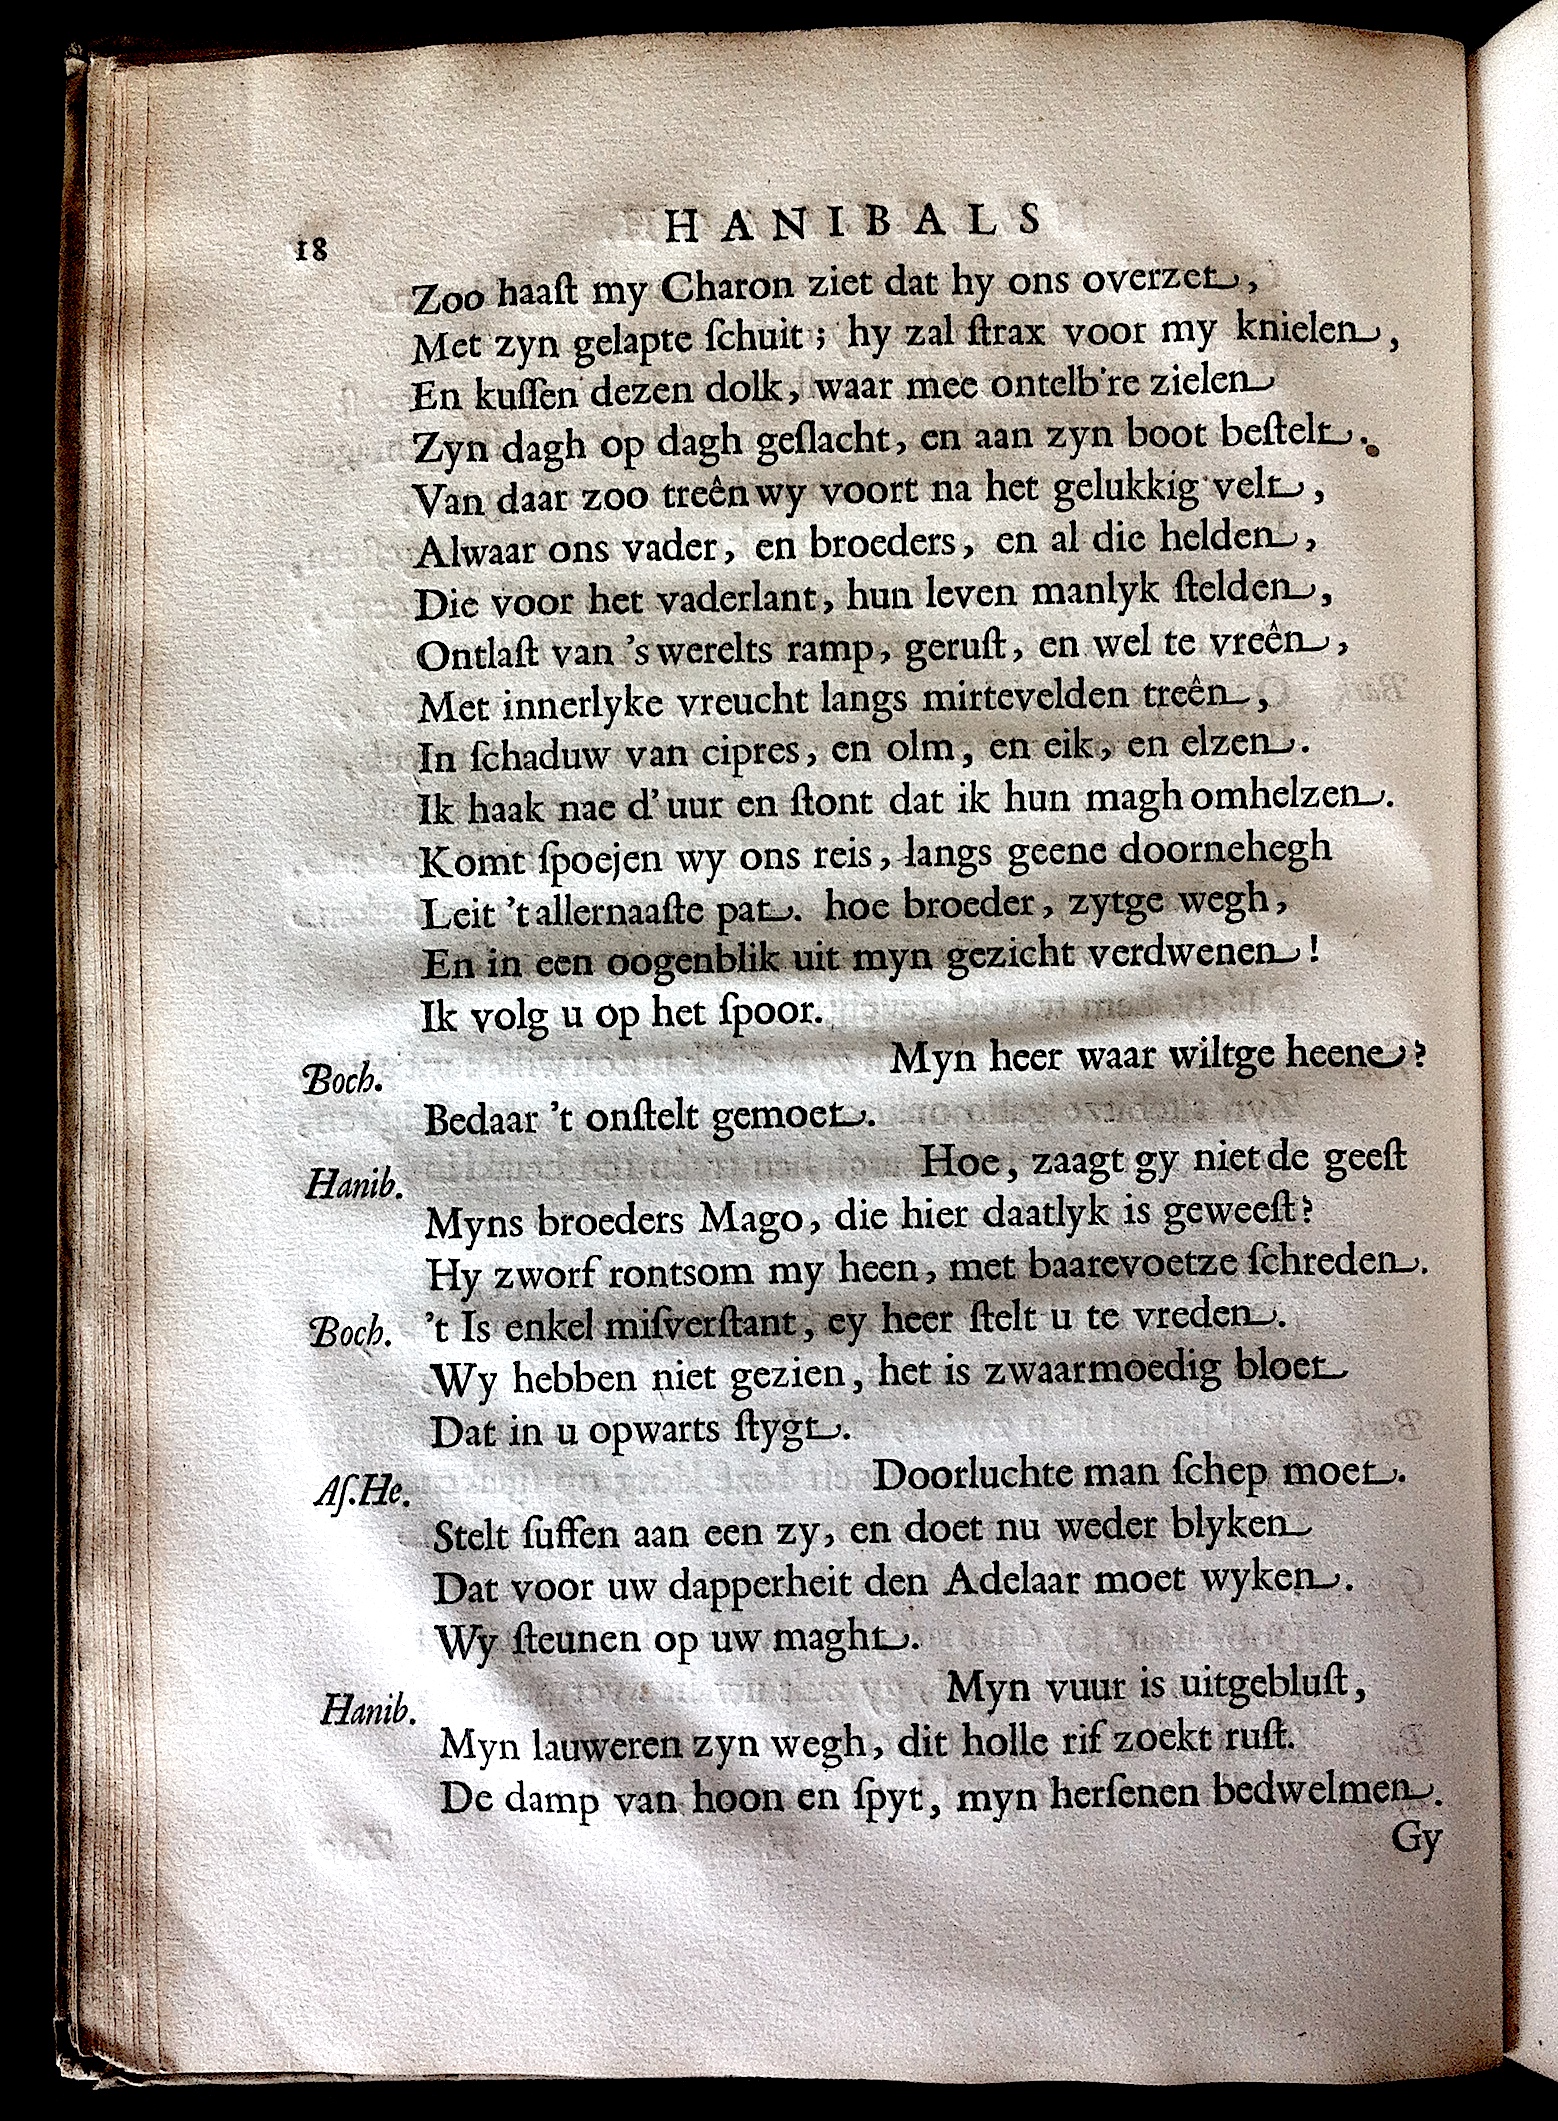 18 HANIBALS
Zoo haaſt my Charon ziet dat hy ons overzet,
Met zyn gelapte ſchuit; hy zal ſtrax voor my knielen,
En kuſſen dezen dolk, waar mee ontelb're zielen
Zyn dagh op dagh geſlacht, en aan zyn boot beſtelt.
Van daar zoo treên wy voort na het gelukkig velt,
Alwaar ons vader, en broeders, en al die helden,
Die voor het vaderlant, hun leven manlyk ſtelden,
Ontlaſt van 's werelts ramp, geruſt, en wel te vreên,
Met innerlyke vreucht langs mirtevelden treên,
In ſchaduw van cipres, en olm, en eik, en elzen.
Ik haak nae d' uur en ſtont dat ik hun magh omhelzen.
Komt ſpoejen wy ons reis, langs geene doornehegh
Leit 't allernaaſte pat. hoe broeder, zytge wegh,
En in een oogenblik uit myn gezicht verdwenen!
Ik volg u op het ſpoor.
Boch. Myn heer waar wiltge heene?
Bedaar 't onſtelt gemoet.
Hanib. Hoe, zaagt gy niet de geeſt
Myns broeders Mago, die hier daatlyk is geweeſt?
Hy zworf rontsom my heen, met baarevoetze ſchreden.
Boch. 't Is enkel miſverſtant, ey heer ſtelt u te vreden.
Wy hebben niet gezien, het is zwaarmoedig bloet
Dat in u opwarts ſtygt.
Aſ.He. Doorluchte man ſchep moet.
Stelt ſuffen aan een zy, en doet nu weder blyken
Dat voor uw dapperheit den Adelaar moet wyken.
Wy ſteunen op uw maght.
Hanib. Myn vuur is uitgebluſt,
Myn lauweren zyn wegh, dit holle rif zoekt ruſt.
De damp van hoon en ſpyt, myn herſenen bedwelmen.
Gy